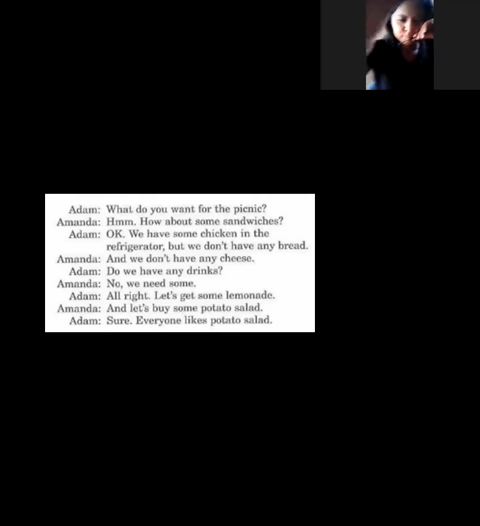 Adam: What do you want for the picnic?
Amanda: Hmm. How about some sandwiches?
Adam: OK. We have some chicken in the
refrigerator, but we don't have any bread.
Amanda: And we don't have any cheese.
Adam: Do we have any drinks?
Amanda: No, we need some.
Adam: All right. Let's get some lemonade.
Amanda: And let's buy some potato salad.
Adam: Sure. Everyone likes potato salad.